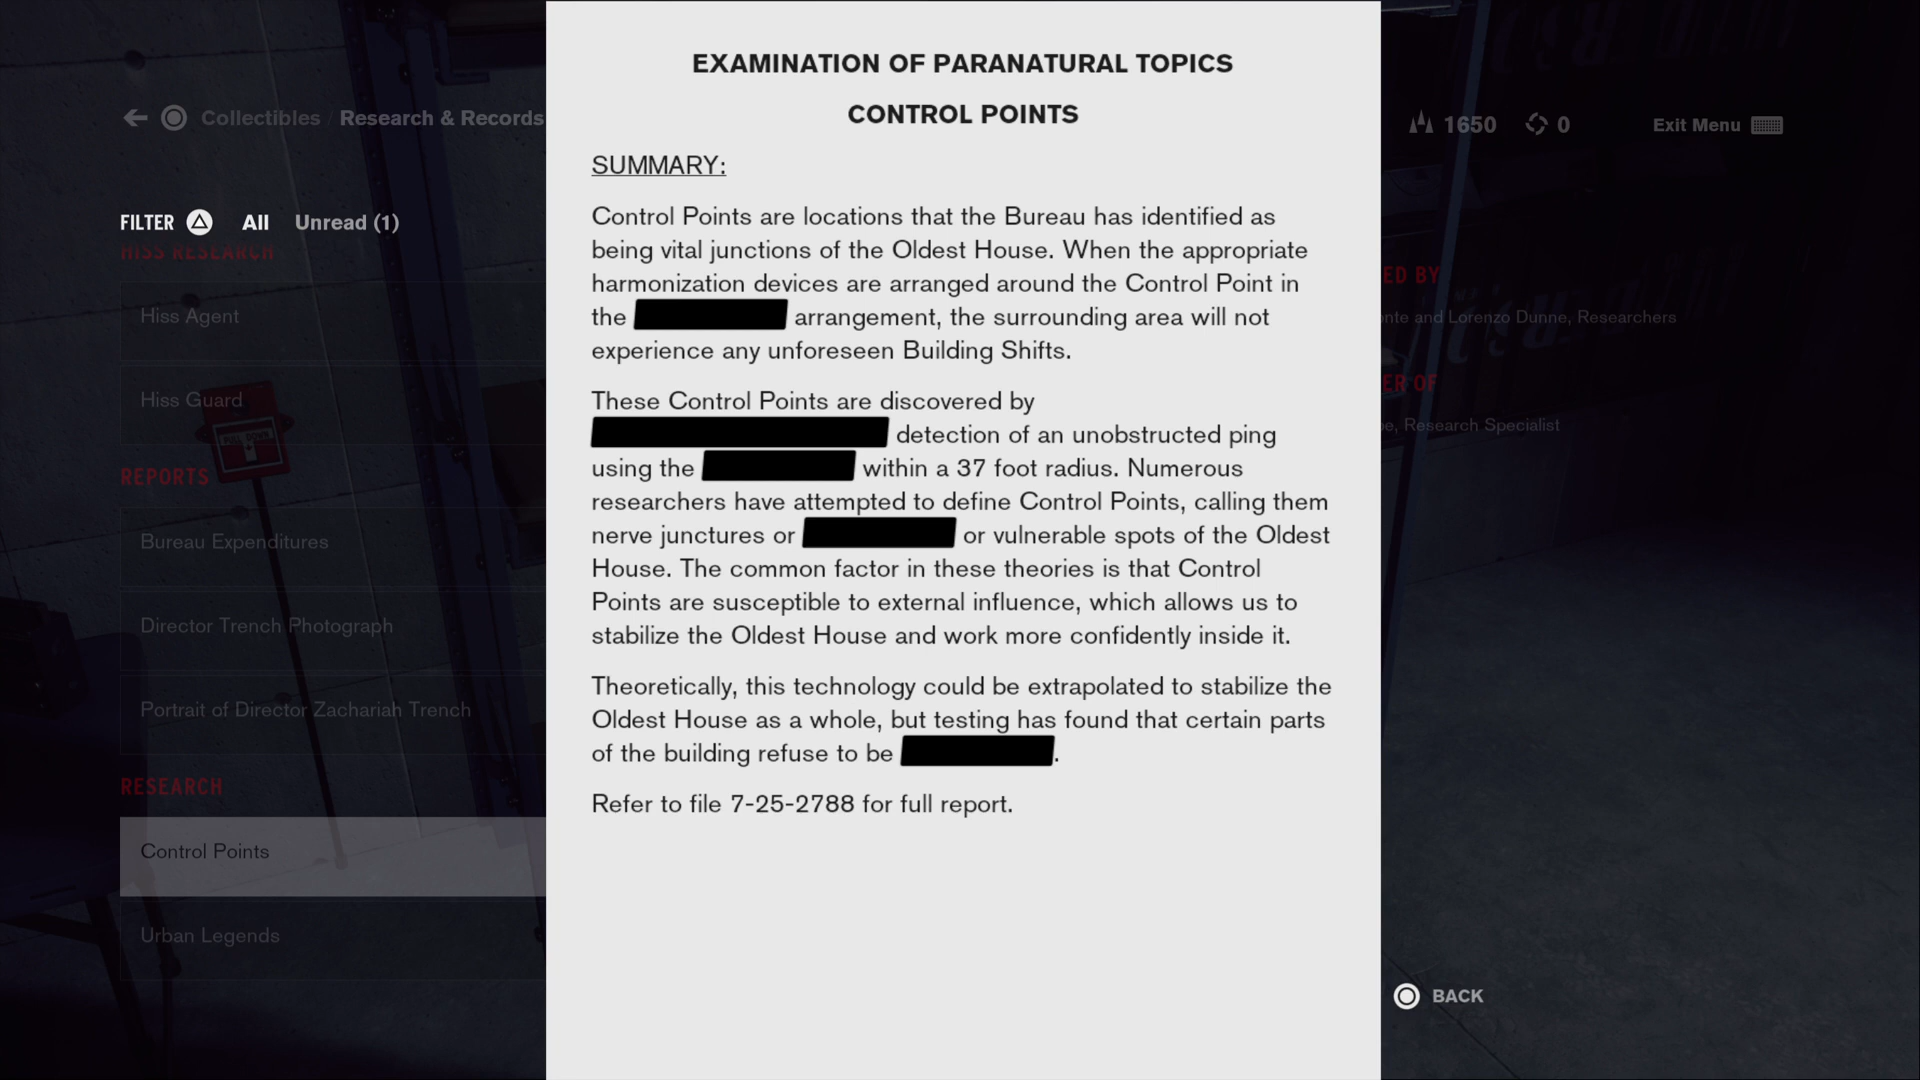 EXAMINATION OF PARANATURAL TOPICS
CONTROL POINTS
Collectibles / Research & Records
1650 0 Exit Menu
SUMMARY:
Control Points are locations that the Bureau has identified as
being vital junctions of the Oldest House. When the appropriate
harmonization devices are arranged around the Control Point in
the arrangement, the surrounding area will not
experience any unforeseen Building Shifts.
These Control Points are discovered by
detection of an unobstructed ping
using the within a 37 foot radius. Numerous
researchers have attempted to define Control Points, calling them
nerve junctures or or vulnerable spots of the Oldest
House. The common factor in these theories is that Control
Points are susceptible to external influence, which allows us to
stabilize the Oldest House and work more confidently inside it.
Theoretically, this technology could be extrapolated to stabilize the
Oldest House as a whole, but testing has found that certain parts
of the building refuse to be .
Refer to file 7-25-2788 for full report.
FILTER All Unread (1)
HISS RESEARCH
Hiss Agent
Hiss Guard
PULL DOWN
REPORTS
Bureau Expenditures
Director Trench Photograph
Portrait of Director Zachariah Trench
RESEARCH
Control Points
Urban Legends
BY
and Lorenzo Dunne, Researchers
OF
Research Specialist
BACK